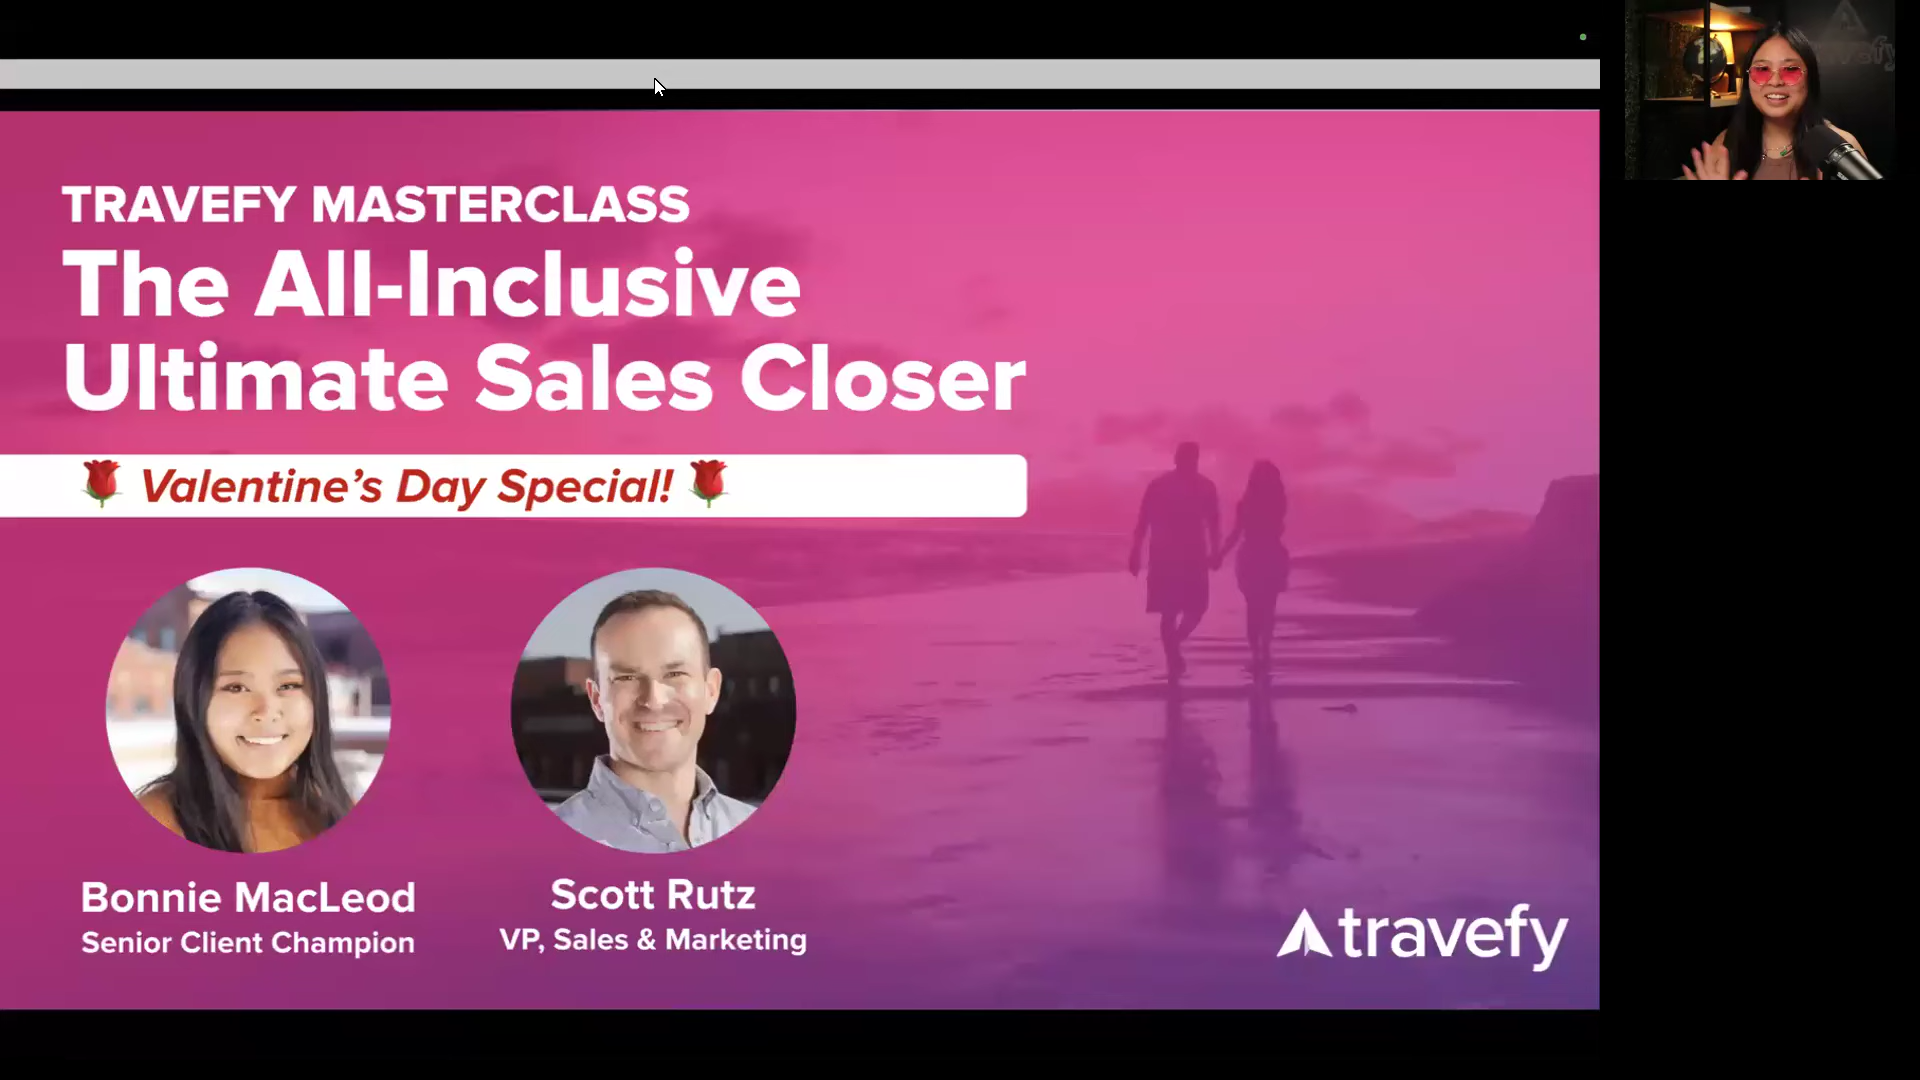 TRAVEFY MASTERCLASS
The All-Inclusive
Ultimate Sales Closer
Valentine's Day Special!
Bonnie MacLeod
Senior Client Champion
Scott Rutz
VP, Sales & Marketing
travefy